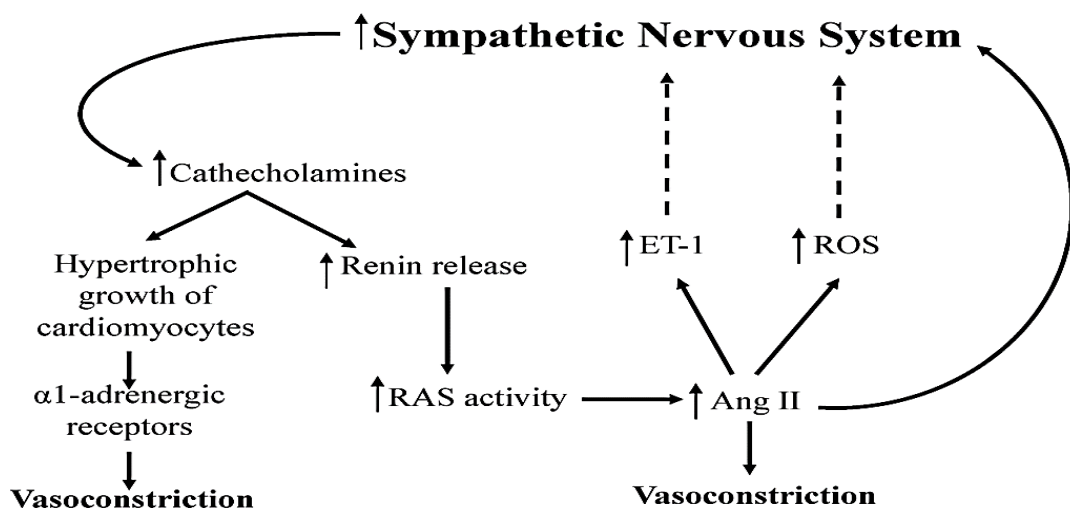 ↑Sympathetic Nervous System
↑Cathecholamines
Hypertrophic
growth of
cardiomyocytes
↑Renin release
↑ET-1
↑ROS
α1-adrenergic
receptors
↑RAS activity
↑Ang II
Vasoconstriction
Vasoconstriction